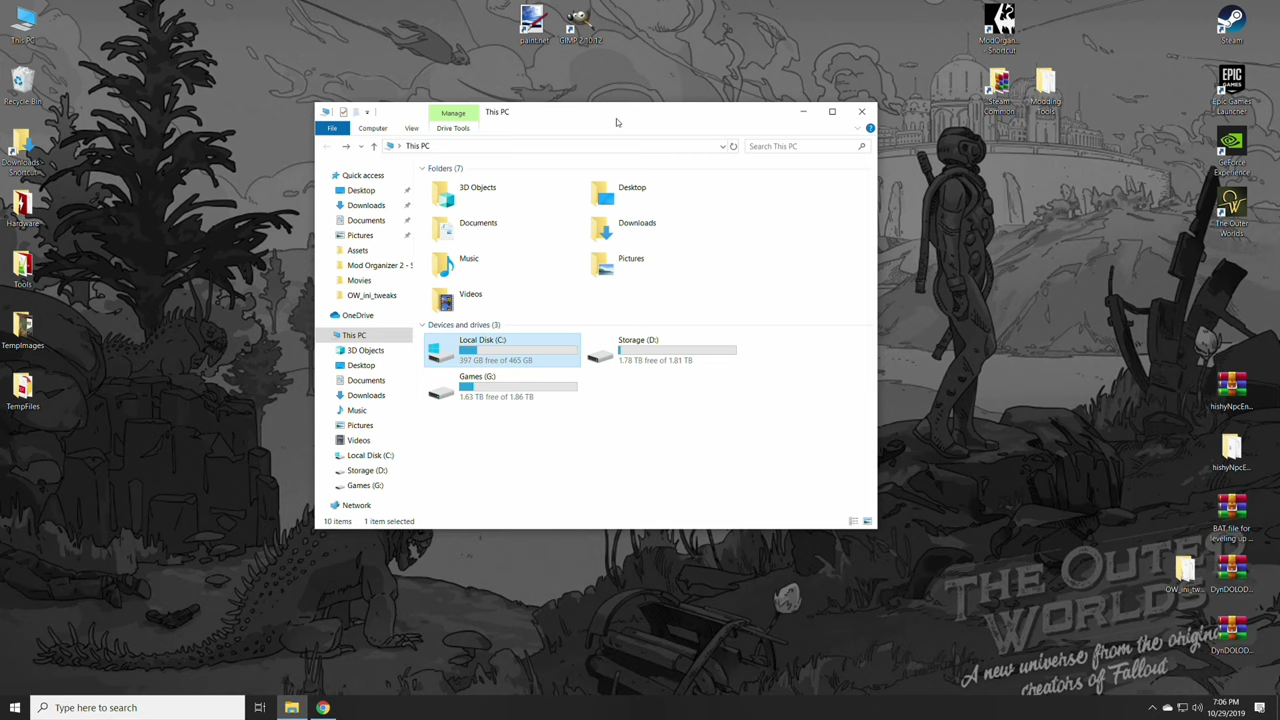 This PC
Recycle Bin
Downloads - Shortcut
Hardware
Tools
TempImages
TempFiles
paint.net
GIMP 2.10.12
ModOrgan... - Shortcut
Steam Common
Modding Tools
Steam
EPIC GAMES
Epic Games Launcher
GeForce Experience
The Outer Worlds
hishyNpcEn...
hishyNpcE...
BAT file for leveling up ...
OW_ini_tw...
DynDOLOD...
DynDOLOD...
Manage
This PC
File
Computer
View
Drive Tools
This PC
Search This PC
Quick access
Desktop
Downloads
Documents
Pictures
Assets
Mod Organizer 2 - S
Movies
OW_ini_tweaks
OneDrive
This PC
3D Objects
Desktop
Documents
Downloads
Music
Pictures
Videos
Local Disk (C:)
Storage (D:)
Games (G:)
Network
Folders (7)
3D Objects
Desktop
Documents
Downloads
Music
Pictures
Videos
Devices and drives (3)
Local Disk (C:)
397 GB free of 465 GB
Storage (D:)
1.78 TB free of 1.81 TB
Games (G:)
1.63 TB free of 1.86 TB
10 items
1 item selected
THE OUTER
WORLDS
A new universe from the original
creators of Fallout
Type here to search
7:06 PM
10/29/2019